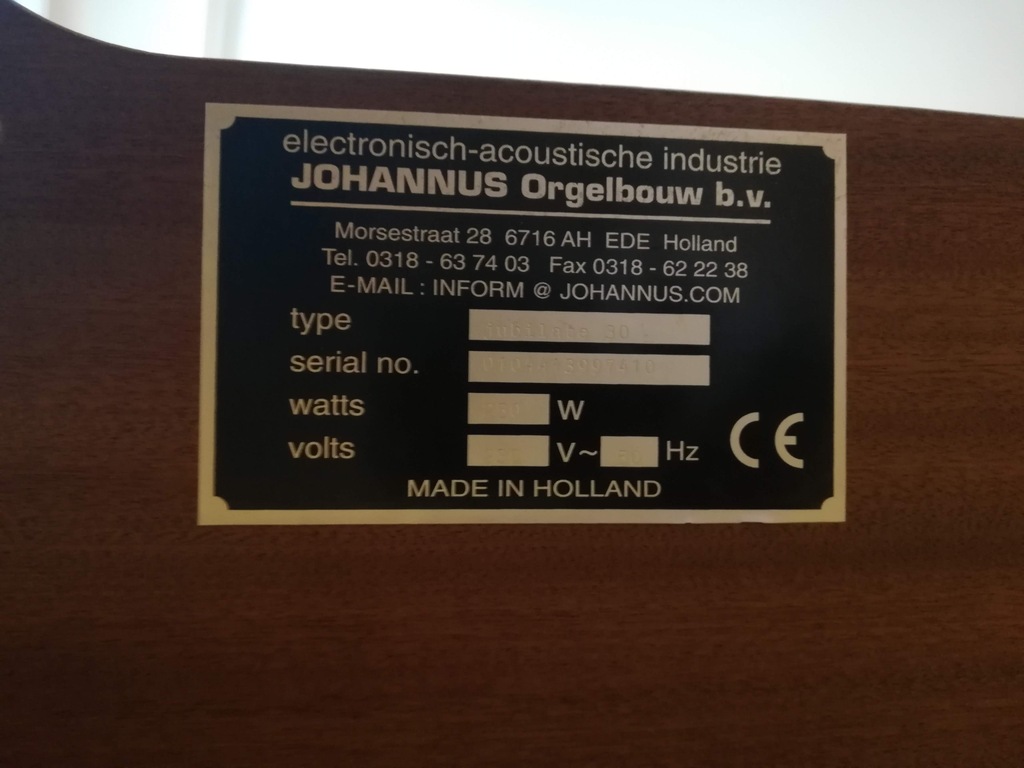 electronisch-acoustische industrie
JOHANNUS Orgelbouw b.v.
Morsestraat 28 6716 AH EDE Holland
Tel. 0318 - 63 74 03 Fax 0318 - 62 22 38
E-MAIL : INFORM @ JOHANNUS.COM
type 30
serial no.
watts W
volts V~ Hz
CE
MADE IN HOLLAND